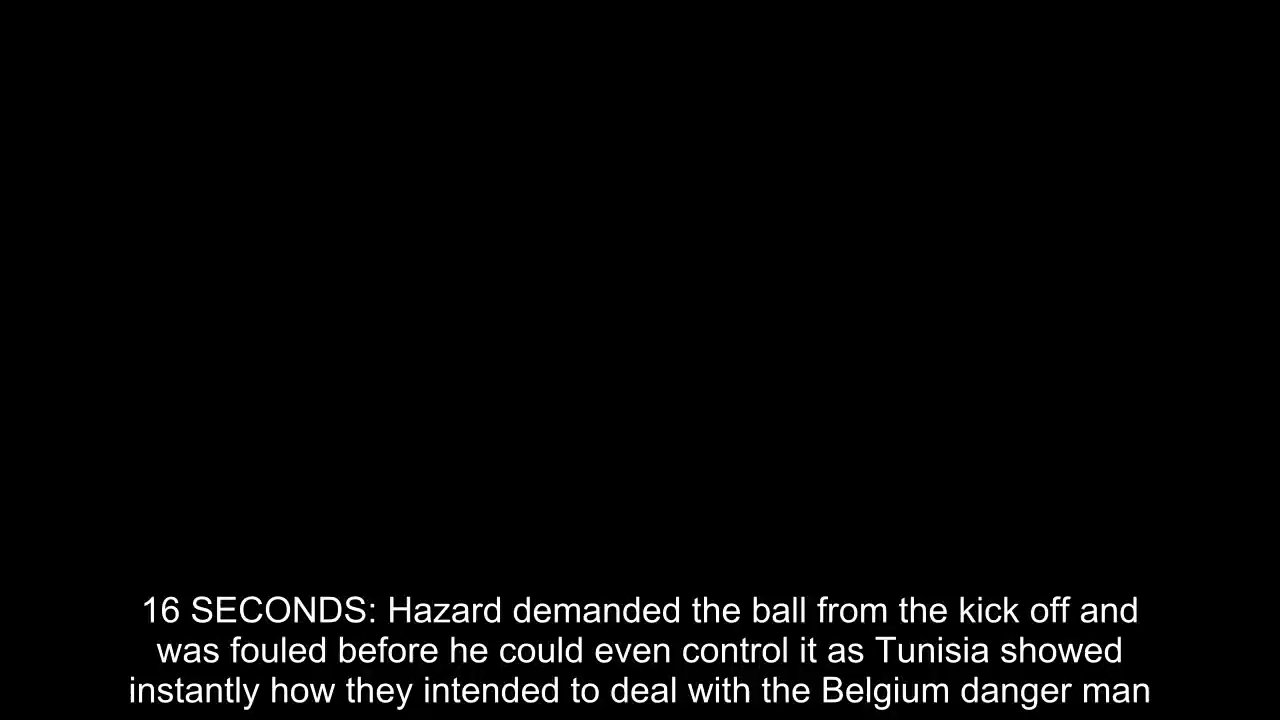 16 SECONDS: Hazard demanded the ball from the kick off and
was fouled before he could even control it as Tunisia showed
instantly how they intended to deal with the Belgium danger man